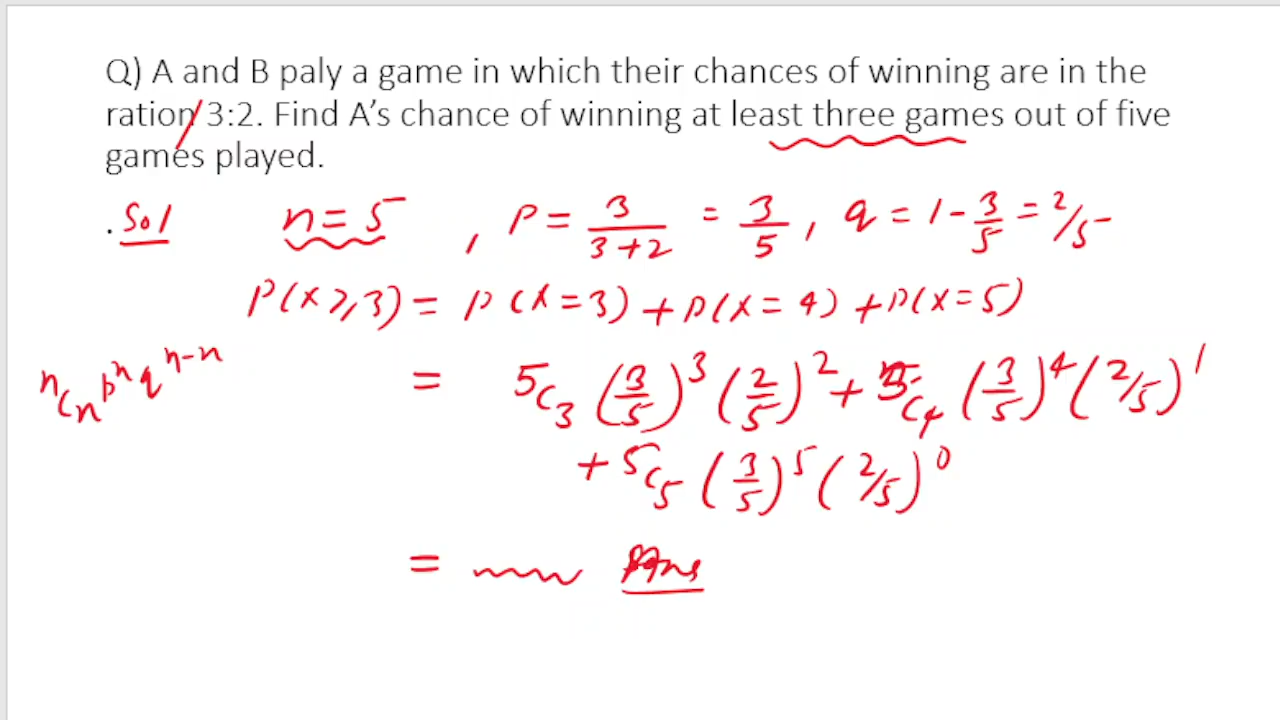 Q) A and B paly a game in which their chances of winning are in the
ration 3:2. Find A’s chance of winning at least three games out of five
games played.
. Sol n = 5 , P = 3/(3+2) = 3/5 , q = 1 - 3/5 = 2/5
P(X ≥ 3) = P(X = 3) + P(X = 4) + P(X = 5)
ⁿCₙ pⁿ qⁿ⁻ⁿ = 5C₃ (3/5)³ (2/5)² + 5C₄ (3/5)⁴ (2/5)¹
+ 5C₅ (3/5)⁵ (2/5)⁰
= Ans